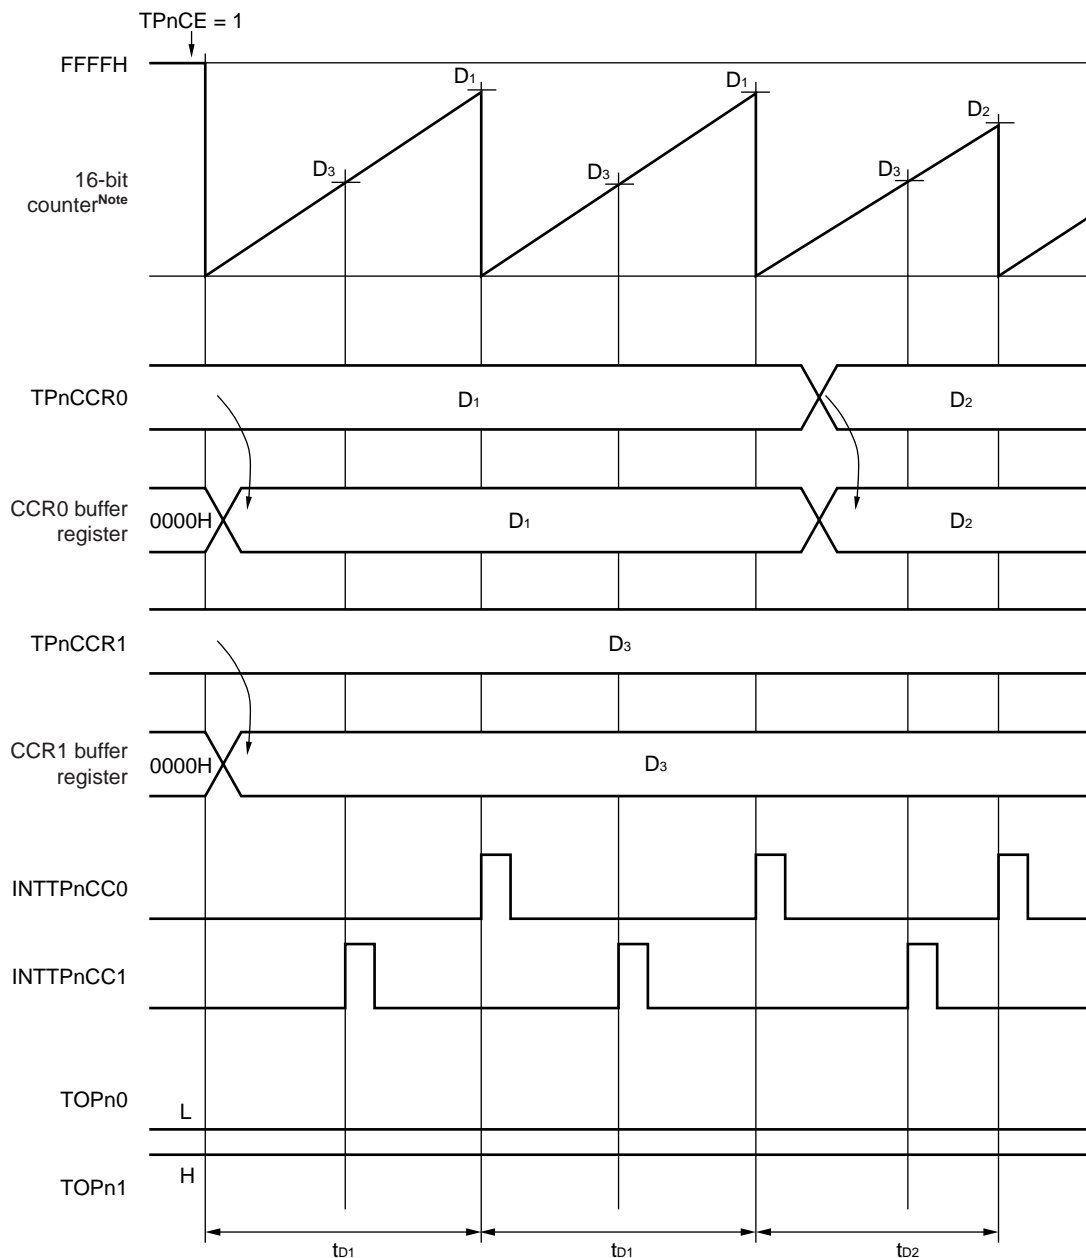 TPnCE = 1
FFFFH
D1 D1 D2
D3 D3 D3
16-bit
counterNote
TPnCCR0 D1 D2
CCR0 buffer
register
0000H D1 D2
TPnCCR1 D3
CCR1 buffer
register
0000H D3
INTTPnCC0
INTTPnCC1
TOPn0 L
TOPn1 H
tD1 tD1 tD2